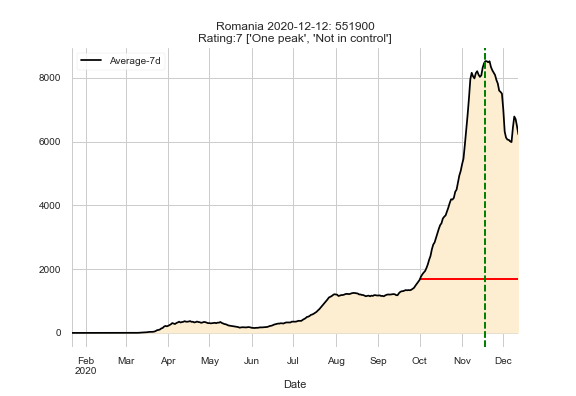 Romania 2020-12-12: 551900
Rating:7 ['One peak', 'Not in control']
Average-7d
8000
6000
4000
2000
0
Feb Mar Apr May Jun Jul Aug Sep Oct Nov Dec
2020
Date